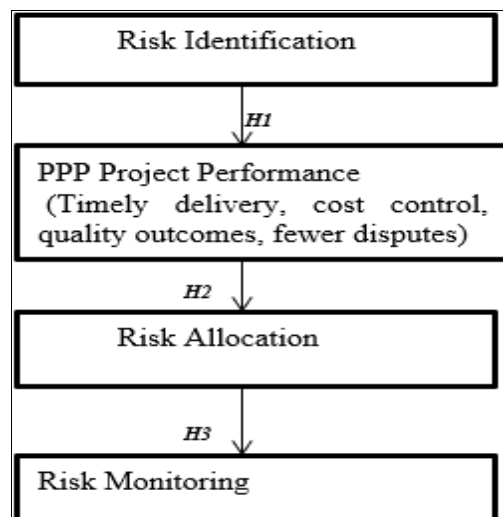 Risk Identification
H1
PPP Project Performance
(Timely delivery, cost control,
quality outcomes, fewer disputes)
H2
Risk Allocation
H3
Risk Monitoring